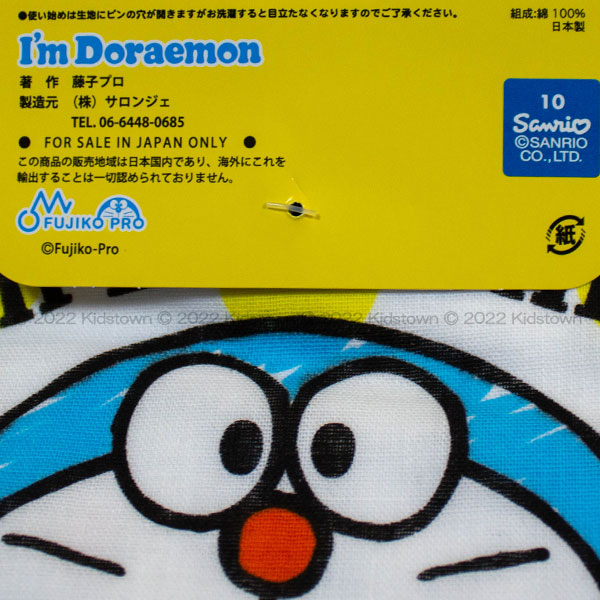 ●使い始めは生地にピンの穴が開きますがお洗濯すると目立たなくなりますのでご了承ください。
組成:綿 100%
日本製
I'm Doraemon
著 作 藤子プロ
製造元 （株）サロンジェ
TEL. 06-6448-0685
● FOR SALE IN JAPAN ONLY ●
この商品の販売地域は日本国内であり、海外にこれを
輸出することは一切認められておりません。
10
Sanrio
©SANRIO
CO., LTD.
FUJIKO PRO
©Fujiko-Pro
紙
© 2022 Kidstown © 2022 Kidstown © 2022 Kidstown © 2022 Kidstown